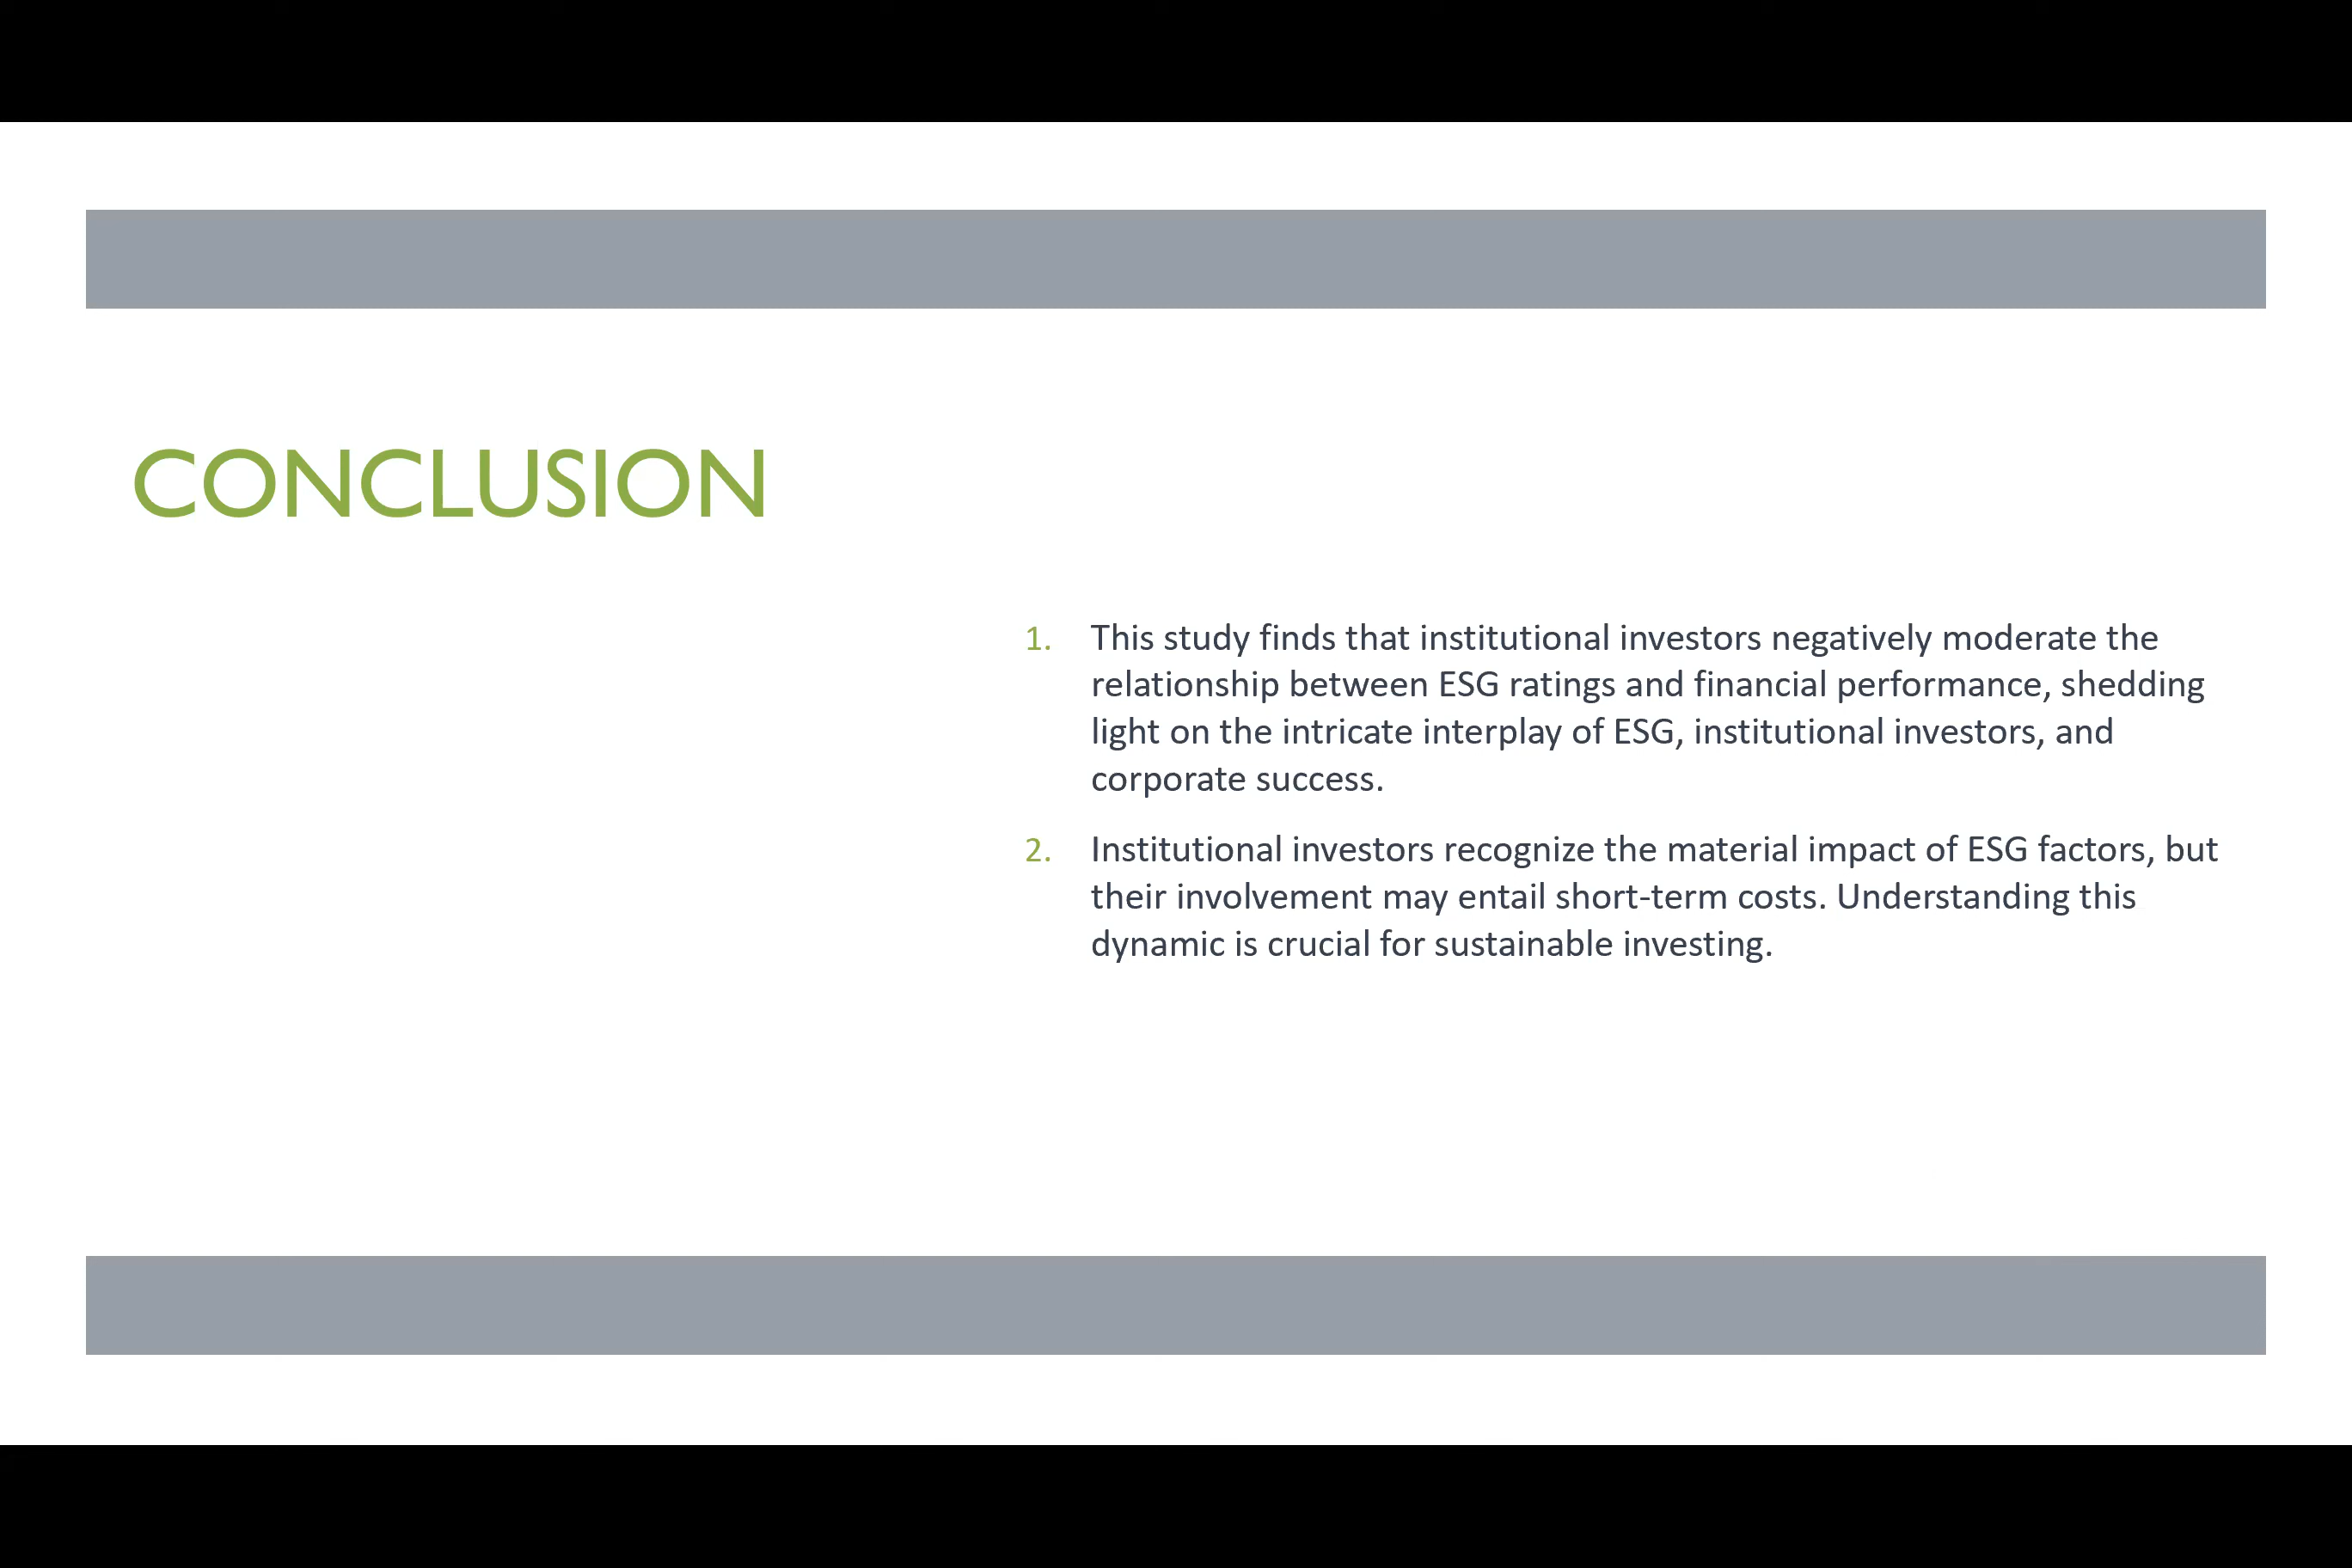 CONCLUSION
1. This study finds that institutional investors negatively moderate the
relationship between ESG ratings and financial performance, shedding
light on the intricate interplay of ESG, institutional investors, and
corporate success.
2. Institutional investors recognize the material impact of ESG factors, but
their involvement may entail short-term costs. Understanding this
dynamic is crucial for sustainable investing.